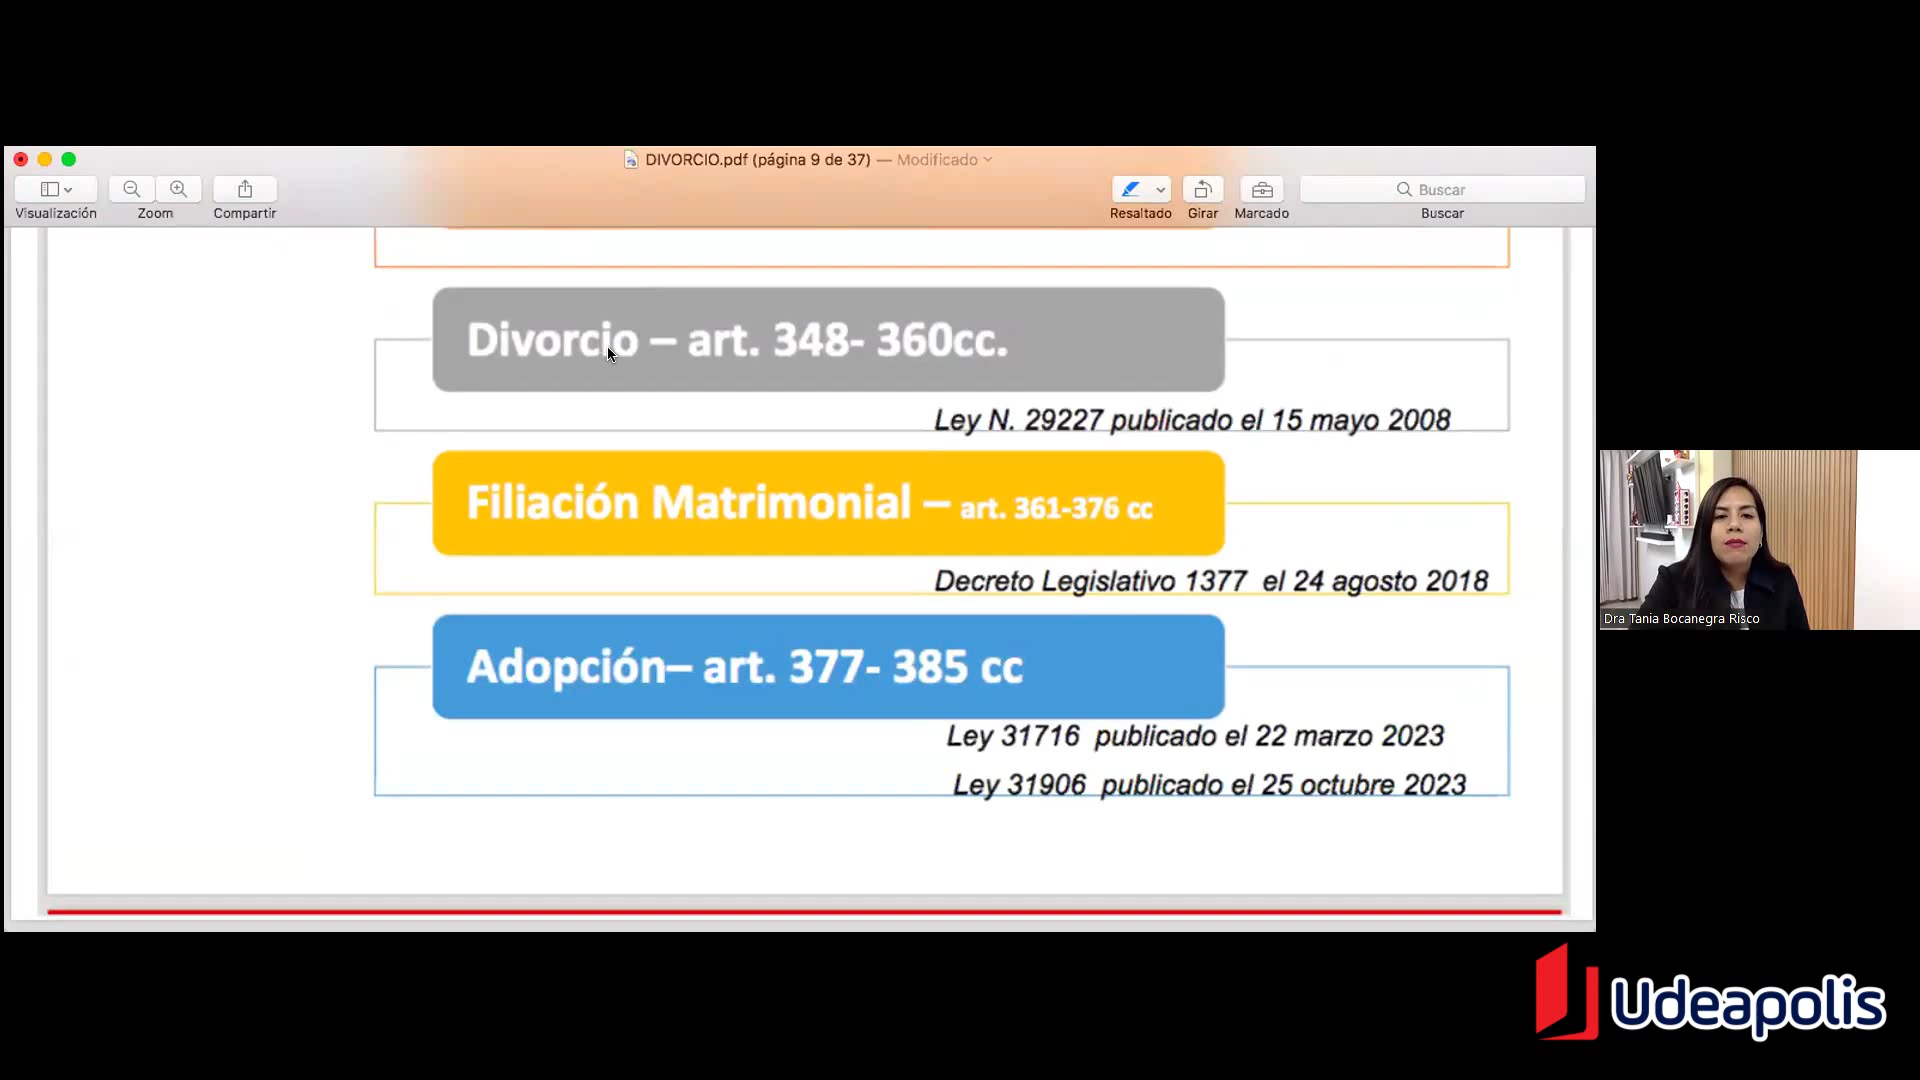 DIVORCIO.pdf (página 9 de 37) — Modificado
Visualización
Zoom
Compartir
Resaltado
Girar
Marcado
Buscar
Buscar
Divorcio – art. 348- 360cc.
Ley N. 29227 publicado el 15 mayo 2008
Filiación Matrimonial – art. 361-376 cc
Decreto Legislativo 1377 el 24 agosto 2018
Adopción– art. 377- 385 cc
Ley 31716 publicado el 22 marzo 2023
Ley 31906 publicado el 25 octubre 2023
Dra Tania Bocanegra Risco
Udeapolis